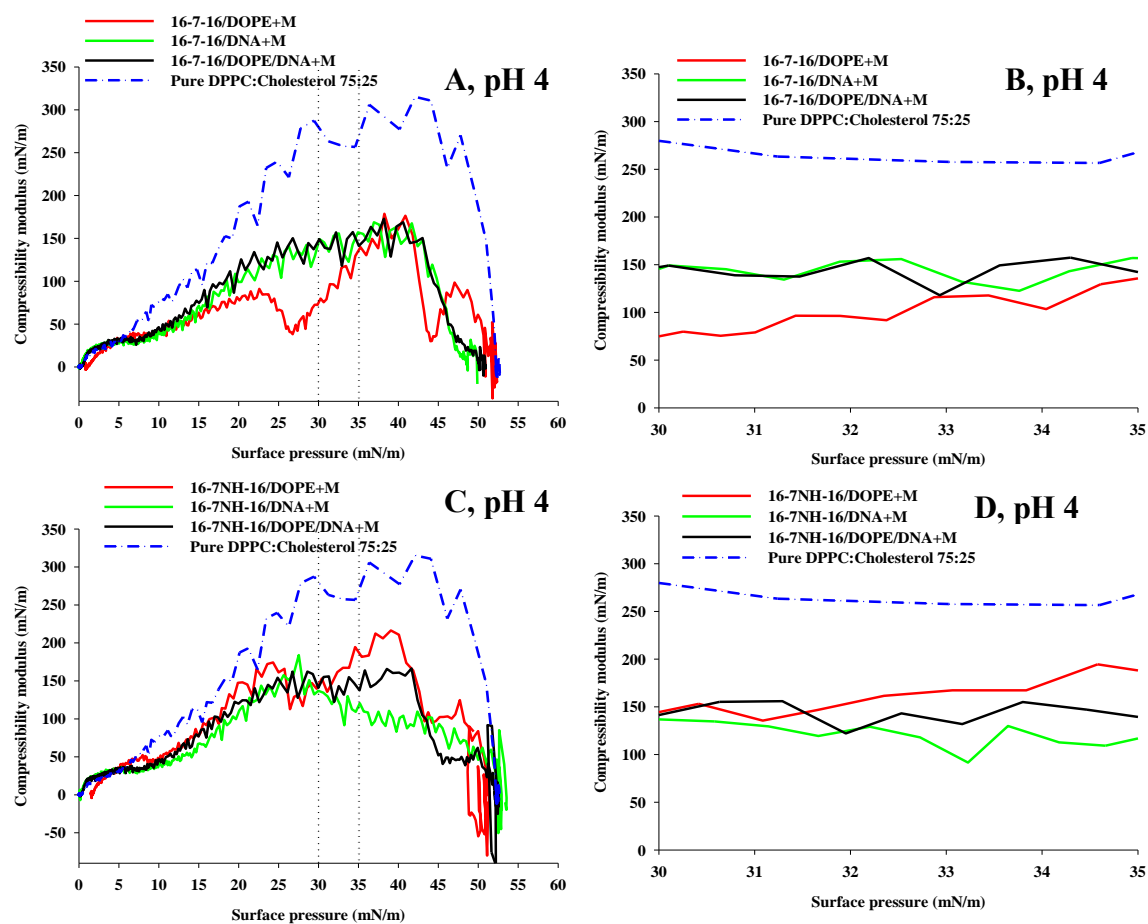 16-7-16/DOPE+M
16-7-16/DNA+M
16-7-16/DOPE/DNA+M
Pure DPPC:Cholesterol 75:25
A, pH 4
Compressibility modulus (mN/m)
350
300
250
200
150
100
50
0
0 5 10 15 20 25 30 35 40 45 50 55 60
Surface pressure (mN/m)
16-7-16/DOPE+M
16-7-16/DNA+M
16-7-16/DOPE/DNA+M
Pure DPPC:Cholesterol 75:25
B, pH 4
Compressibility modulus (mN/m)
350
300
250
200
150
100
50
0
30 31 32 33 34 35
Surface pressure (mN/m)
16-7NH-16/DOPE+M
16-7NH-16/DNA+M
16-7NH-16/DOPE/DNA+M
Pure DPPC:Cholesterol 75:25
C, pH 4
Compressibility modulus (mN/m)
350
300
250
200
150
100
50
0
-50
0 5 10 15 20 25 30 35 40 45 50 55 60
Surface pressure (mN/m)
16-7NH-16/DOPE+M
16-7NH-16/DNA+M
16-7NH-16/DOPE/DNA+M
Pure DPPC:Cholesterol 75:25
D, pH 4
Compressibility modulus (mN/m)
350
300
250
200
150
100
50
0
30 31 32 33 34 35
Surface pressure (mN/m)